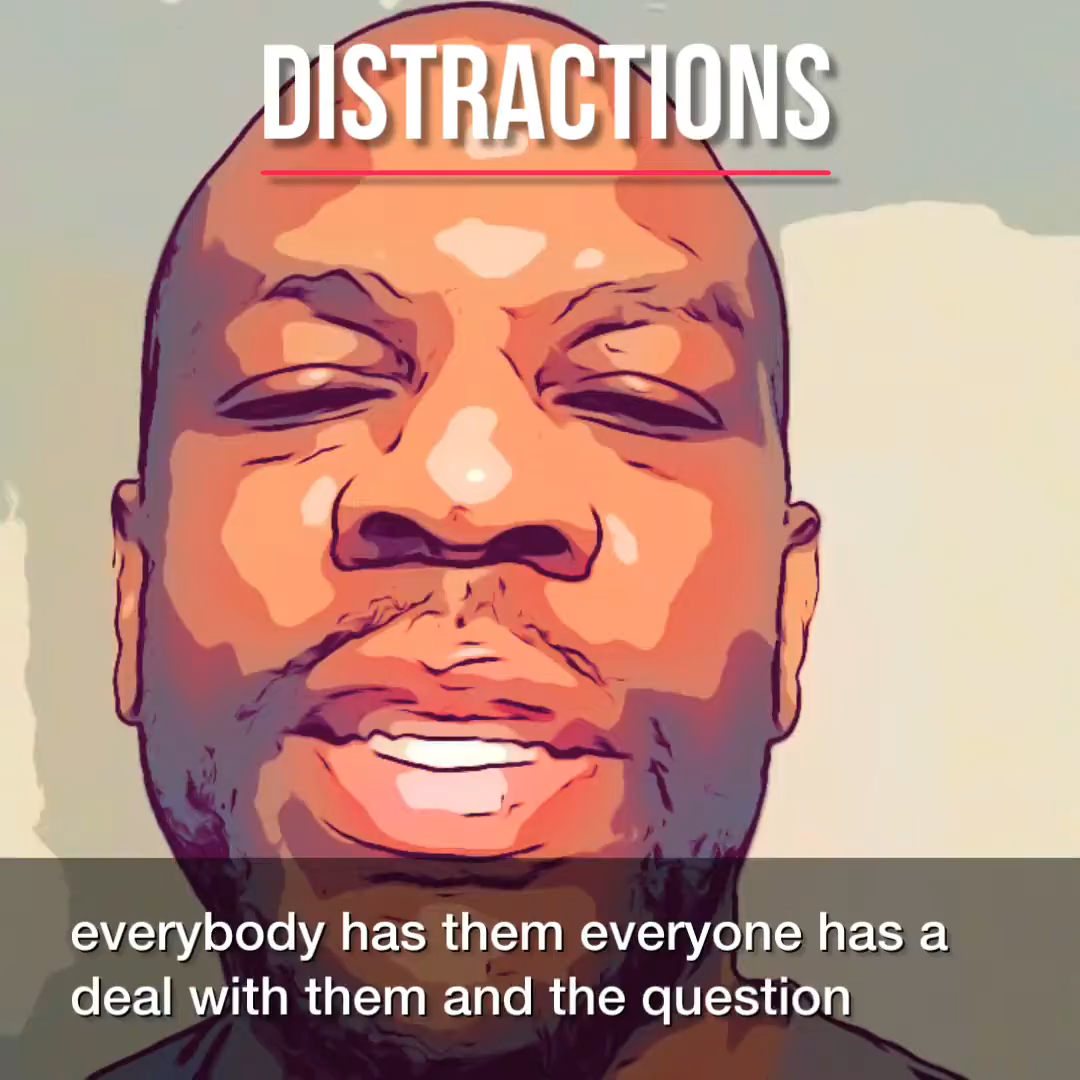 DISTRACTIONS
everybody has them everyone has a
deal with them and the question